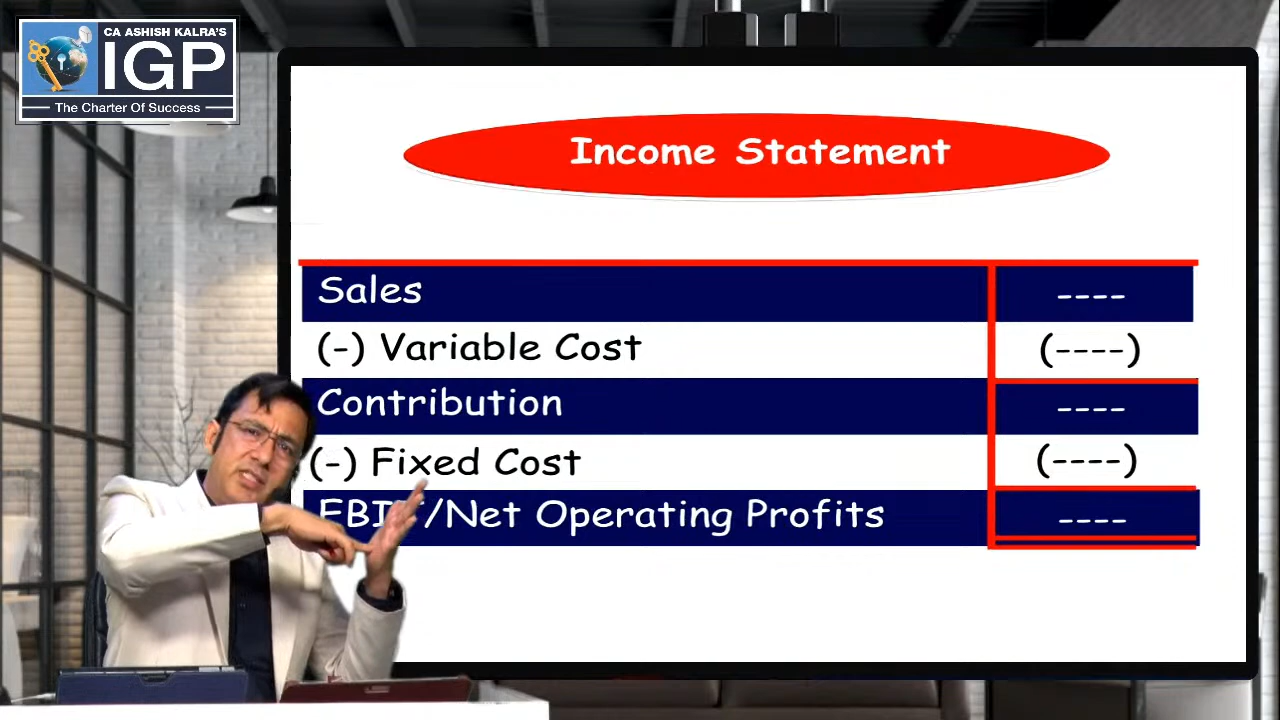 CA ASHISH KALRA'S
IGP
The Charter Of Success
Income Statement
Sales ----
(-) Variable Cost (----)
Contribution ----
(-) Fixed Cost (----)
EBIT/Net Operating Profits ----